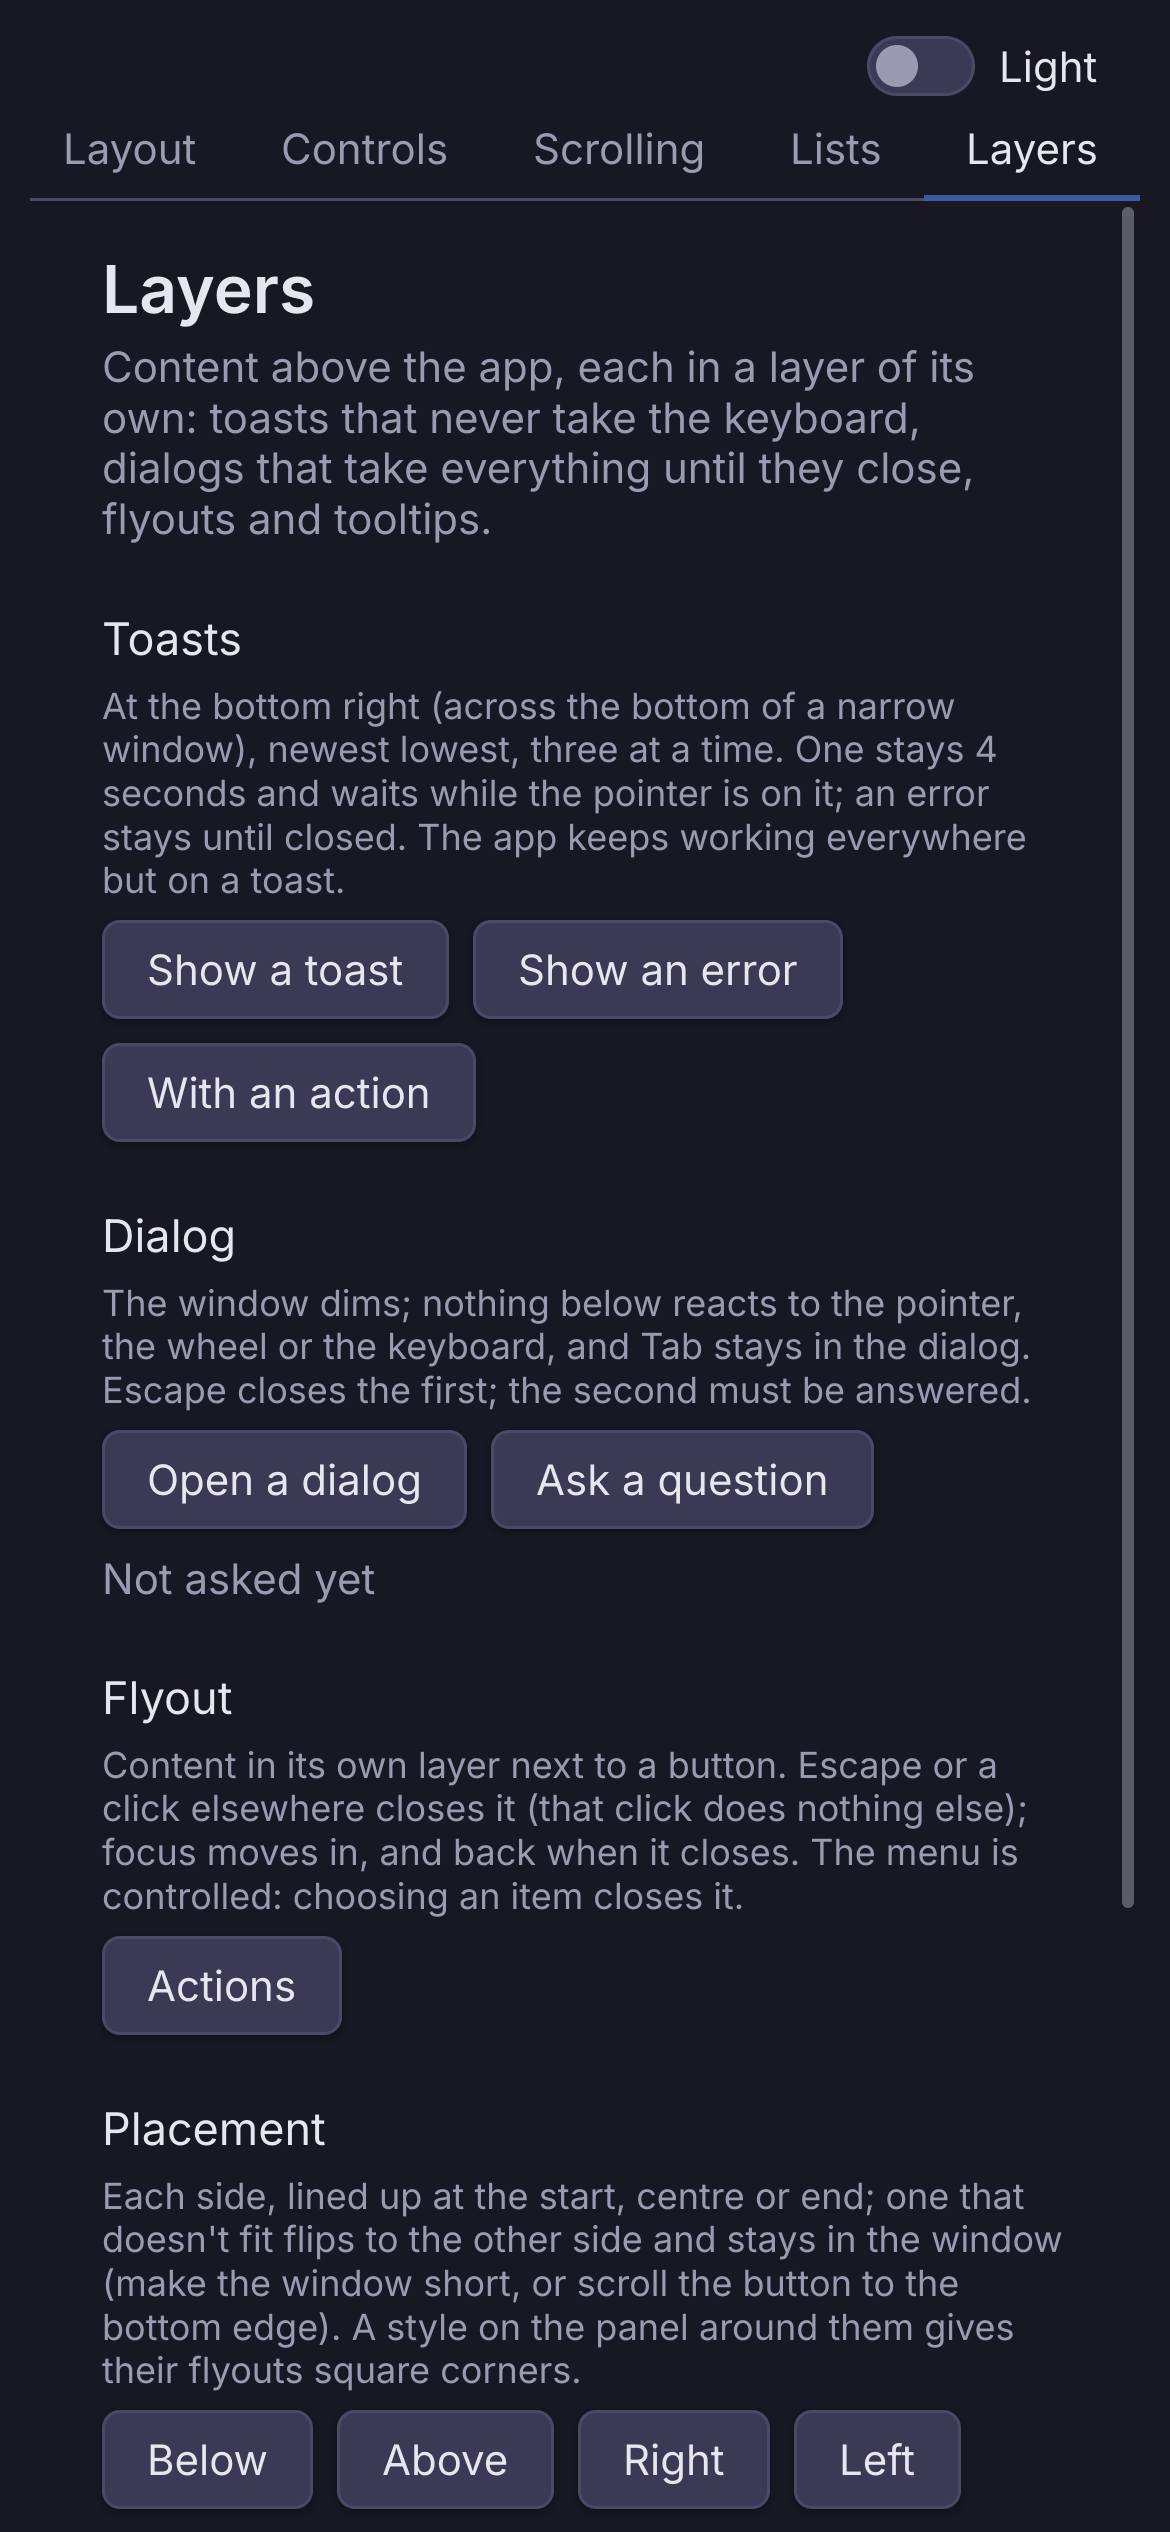 Light
Layout Controls Scrolling Lists Layers
Layers
Content above the app, each in a layer of its
own: toasts that never take the keyboard,
dialogs that take everything until they close,
flyouts and tooltips.
Toasts
At the bottom right (across the bottom of a narrow
window), newest lowest, three at a time. One stays 4
seconds and waits while the pointer is on it; an error
stays until closed. The app keeps working everywhere
but on a toast.
Show a toast Show an error
With an action
Dialog
The window dims; nothing below reacts to the pointer,
the wheel or the keyboard, and Tab stays in the dialog.
Escape closes the first; the second must be answered.
Open a dialog Ask a question
Not asked yet
Flyout
Content in its own layer next to a button. Escape or a
click elsewhere closes it (that click does nothing else);
focus moves in, and back when it closes. The menu is
controlled: choosing an item closes it.
Actions
Placement
Each side, lined up at the start, centre or end; one that
doesn't fit flips to the other side and stays in the window
(make the window short, or scroll the button to the
bottom edge). A style on the panel around them gives
their flyouts square corners.
Below Above Right Left